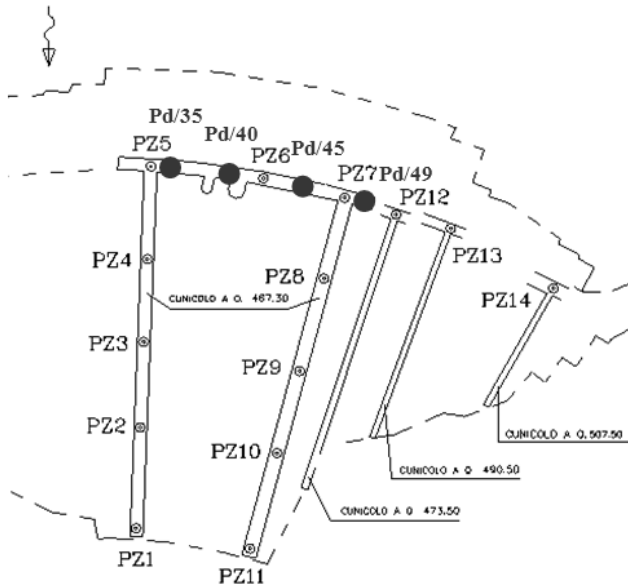 Pd/35
Pd/40
PZ5
PZ6
Pd/45
PZ7
Pd/49
PZ12
PZ13
PZ4
PZ8
PZ14
CUNICOLO A Q. 467.30
PZ3
PZ9
PZ2
PZ10
CUNICOLO A Q.507.50
CUNICOLO A Q 490.50
CUNICOLO A Q 473.50
PZ1
PZ11